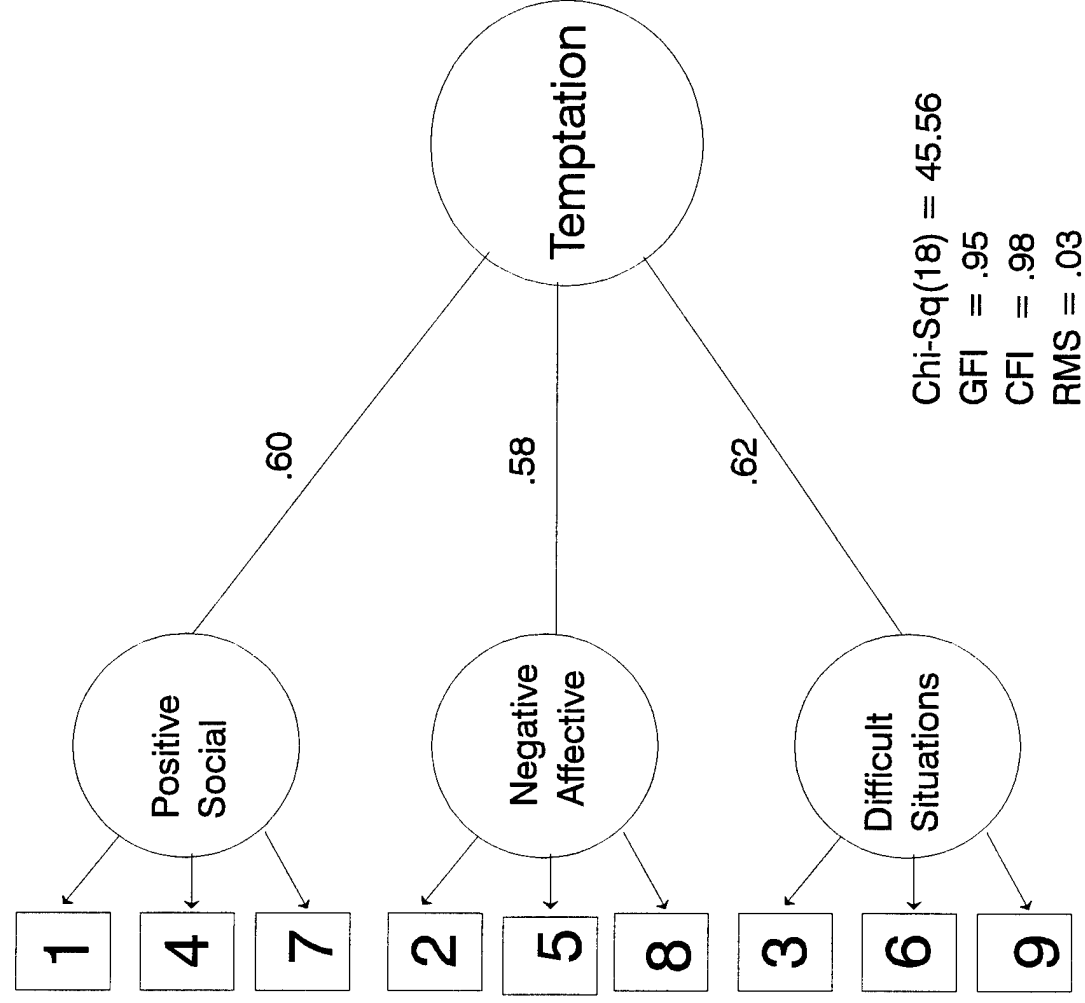 Temptation
.60
.58
.62
Positive
Social
Negative
Affective
Difficult
Situations
1
4
7
2
5
8
3
6
9
Chi-Sq(18) = 45.56
GFI = .95
CFI = .98
RMS = .03